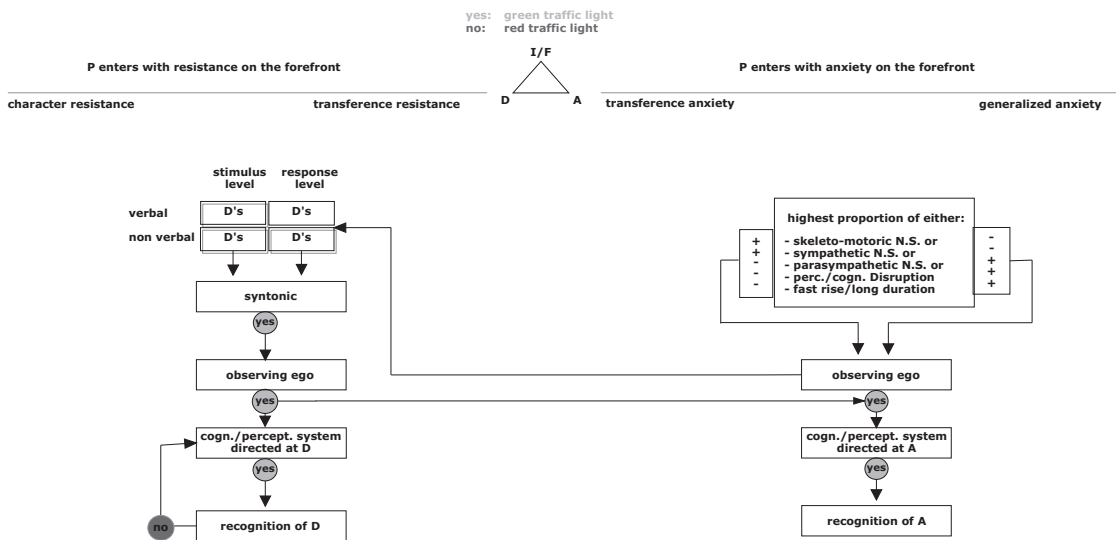 yes: green traffic light
no: red traffic light
I/F
P enters with resistance on the forefront
P enters with anxiety on the forefront
D
A
character resistance
transference resistance
transference anxiety
generalized anxiety
stimulus level
response level
verbal
D's
D's
non verbal
D's
D's
highest proportion of either:
+ - skeleto-motoric N.S. or -
+ - sympathetic N.S. or -
- - parasympathetic N.S. or +
- - perc./cogn. Disruption +
- - fast rise/long duration +
syntonic
yes
observing ego
observing ego
yes
yes
cogn./percept. system
directed at D
cogn./percept. system
directed at A
yes
yes
no
recognition of D
recognition of A